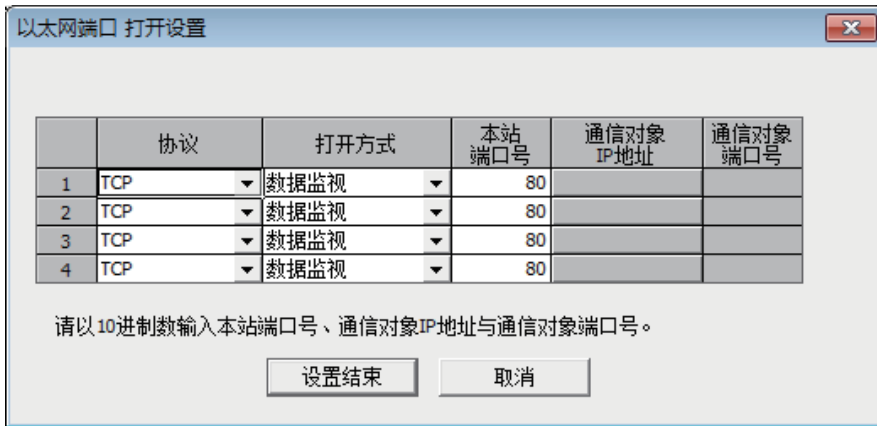 以太网端口 打开设置
协议 打开方式 本站端口号 通信对象IP地址 通信对象端口号
1 TCP 数据监视 80
2 TCP 数据监视 80
3 TCP 数据监视 80
4 TCP 数据监视 80
请以10进制数输入本站端口号、通信对象IP地址与通信对象端口号。
设置结束 取消